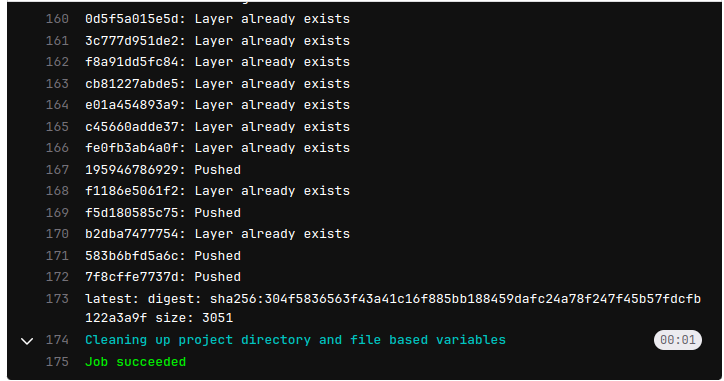 160 0d5f5a015e5d: Layer already exists
161 3c777d951de2: Layer already exists
162 f8a91dd5fc84: Layer already exists
163 cb81227abde5: Layer already exists
164 e01a454893a9: Layer already exists
165 c45660adde37: Layer already exists
166 fe0fb3ab4a0f: Layer already exists
167 195946786929: Pushed
168 f1186e5061f2: Layer already exists
169 f5d180585c75: Pushed
170 b2dba7477754: Layer already exists
171 583b6bfd5a6c: Pushed
172 7f8cffe7737d: Pushed
173 latest: digest: sha256:304f5836563f43a41c16f885bb188459dafc24a78f247f45b57fdcfb
122a3a9f size: 3051
174 Cleaning up project directory and file based variables 00:01
175 Job succeeded